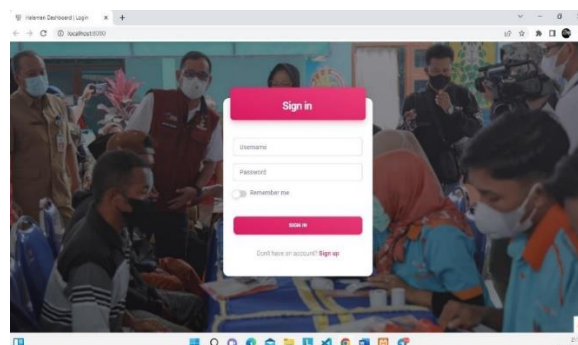 Halaman Dashboard | Login
localhost:8080
Sign in
Username
Password
Remember me
SIGN IN
Don't have an account? Sign up